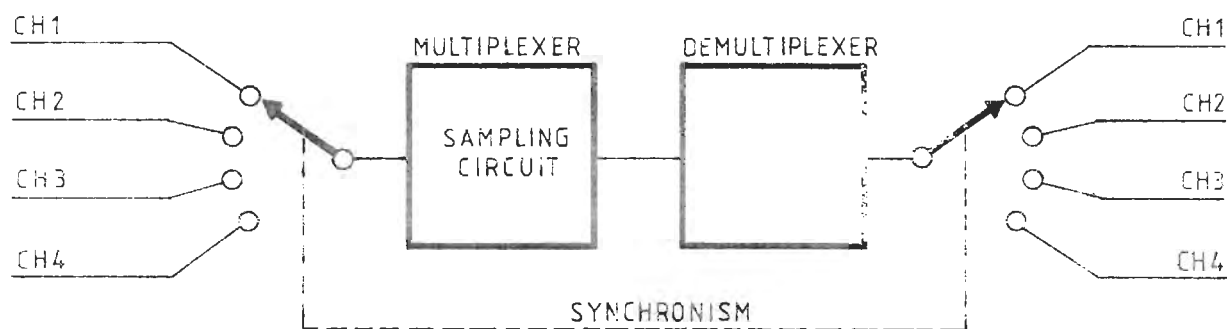 CH1
CH2
CH3
CH4
MULTIPLEXER
SAMPLING
CIRCUIT
DEMULTIPLEXER
CH1
CH2
CH3
CH4
SYNCHRONISM